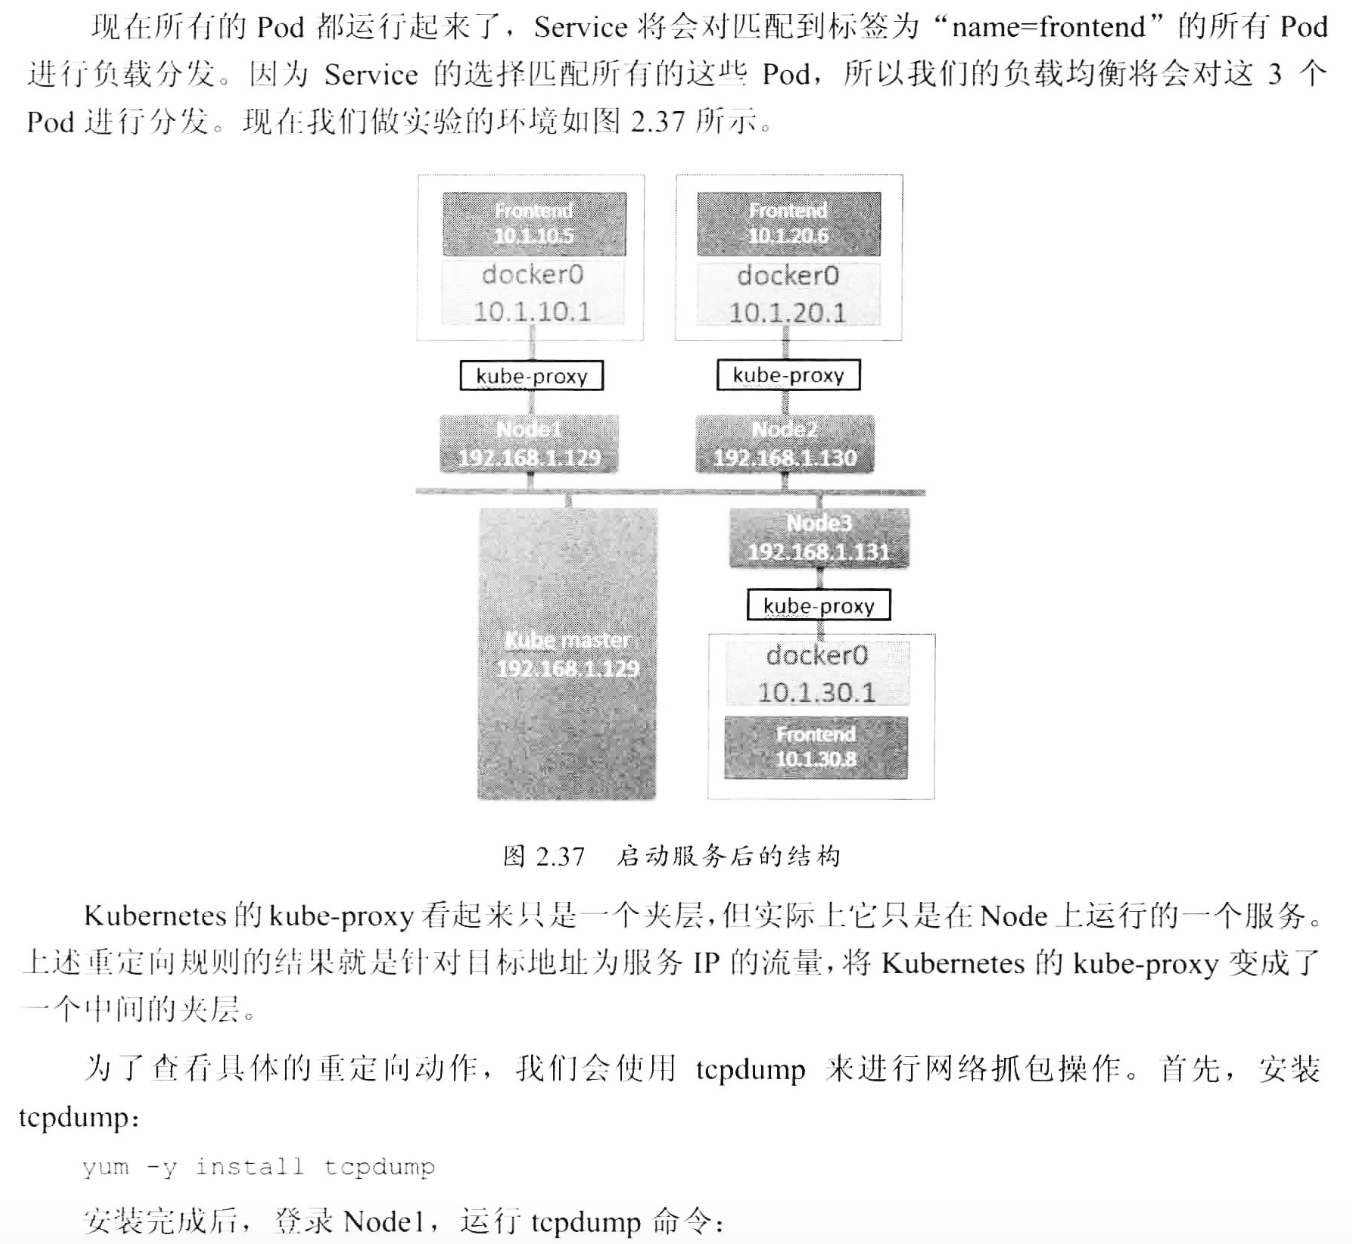 现在所有的 Pod 都运行起来了，Service 将会对匹配到标签为“name=frontend”的所有 Pod
进行负载分发。因为 Service 的选择匹配所有的这些 Pod，所以我们的负载均衡将会对这 3 个
Pod 进行分发。现在我们做实验的环境如图 2.37 所示。
Frontend
10.1.10.5
docker0
10.1.10.1
kube-proxy
Node1
192.168.1.129
Frontend
10.1.20.6
docker0
10.1.20.1
kube-proxy
Node2
192.168.1.130
Kube master
192.168.1.129
Node3
192.168.1.131
kube-proxy
docker0
10.1.30.1
Frontend
10.1.30.8
图 2.37 启动服务后的结构
Kubernetes 的 kube-proxy 看起来只是一个夹层，但实际上它只是在 Node 上运行的一个服务。
上述重定向规则的结果就是针对目标地址为服务 IP 的流量，将 Kubernetes 的 kube-proxy 变成了
一个中间的夹层。
为了查看具体的重定向动作，我们会使用 tcpdump 来进行网络抓包操作。首先，安装
tcpdump：
yum -y install tcpdump
安装完成后，登录 Node1，运行 tcpdump 命令：